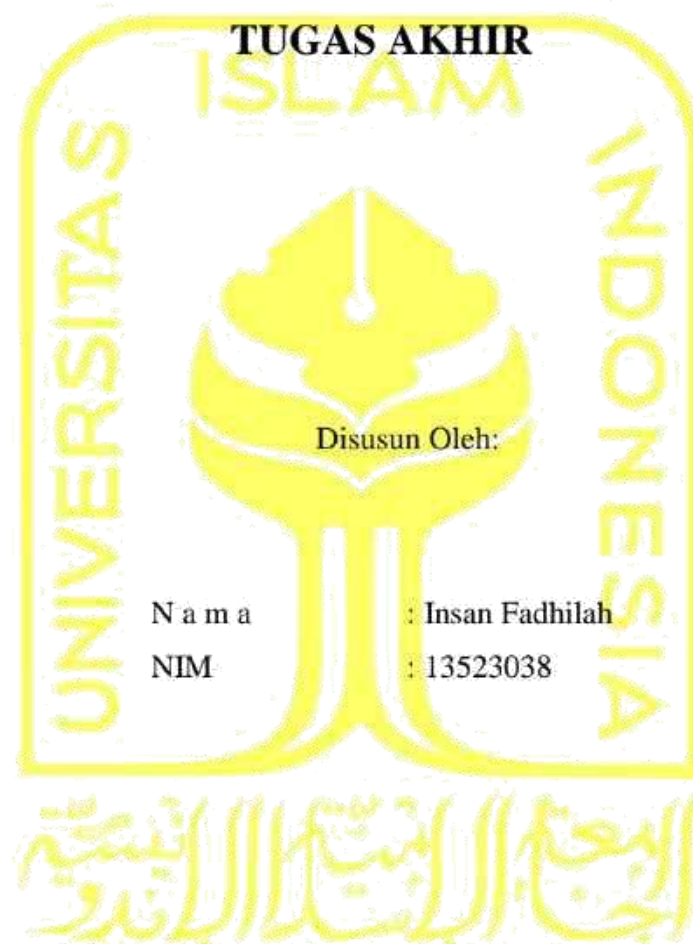 TUGAS AKHIR
ISLAM
UNIVERSITAS
INDONESIA
Disusun Oleh:
N a m a : Insan Fadhilah
NIM : 13523038